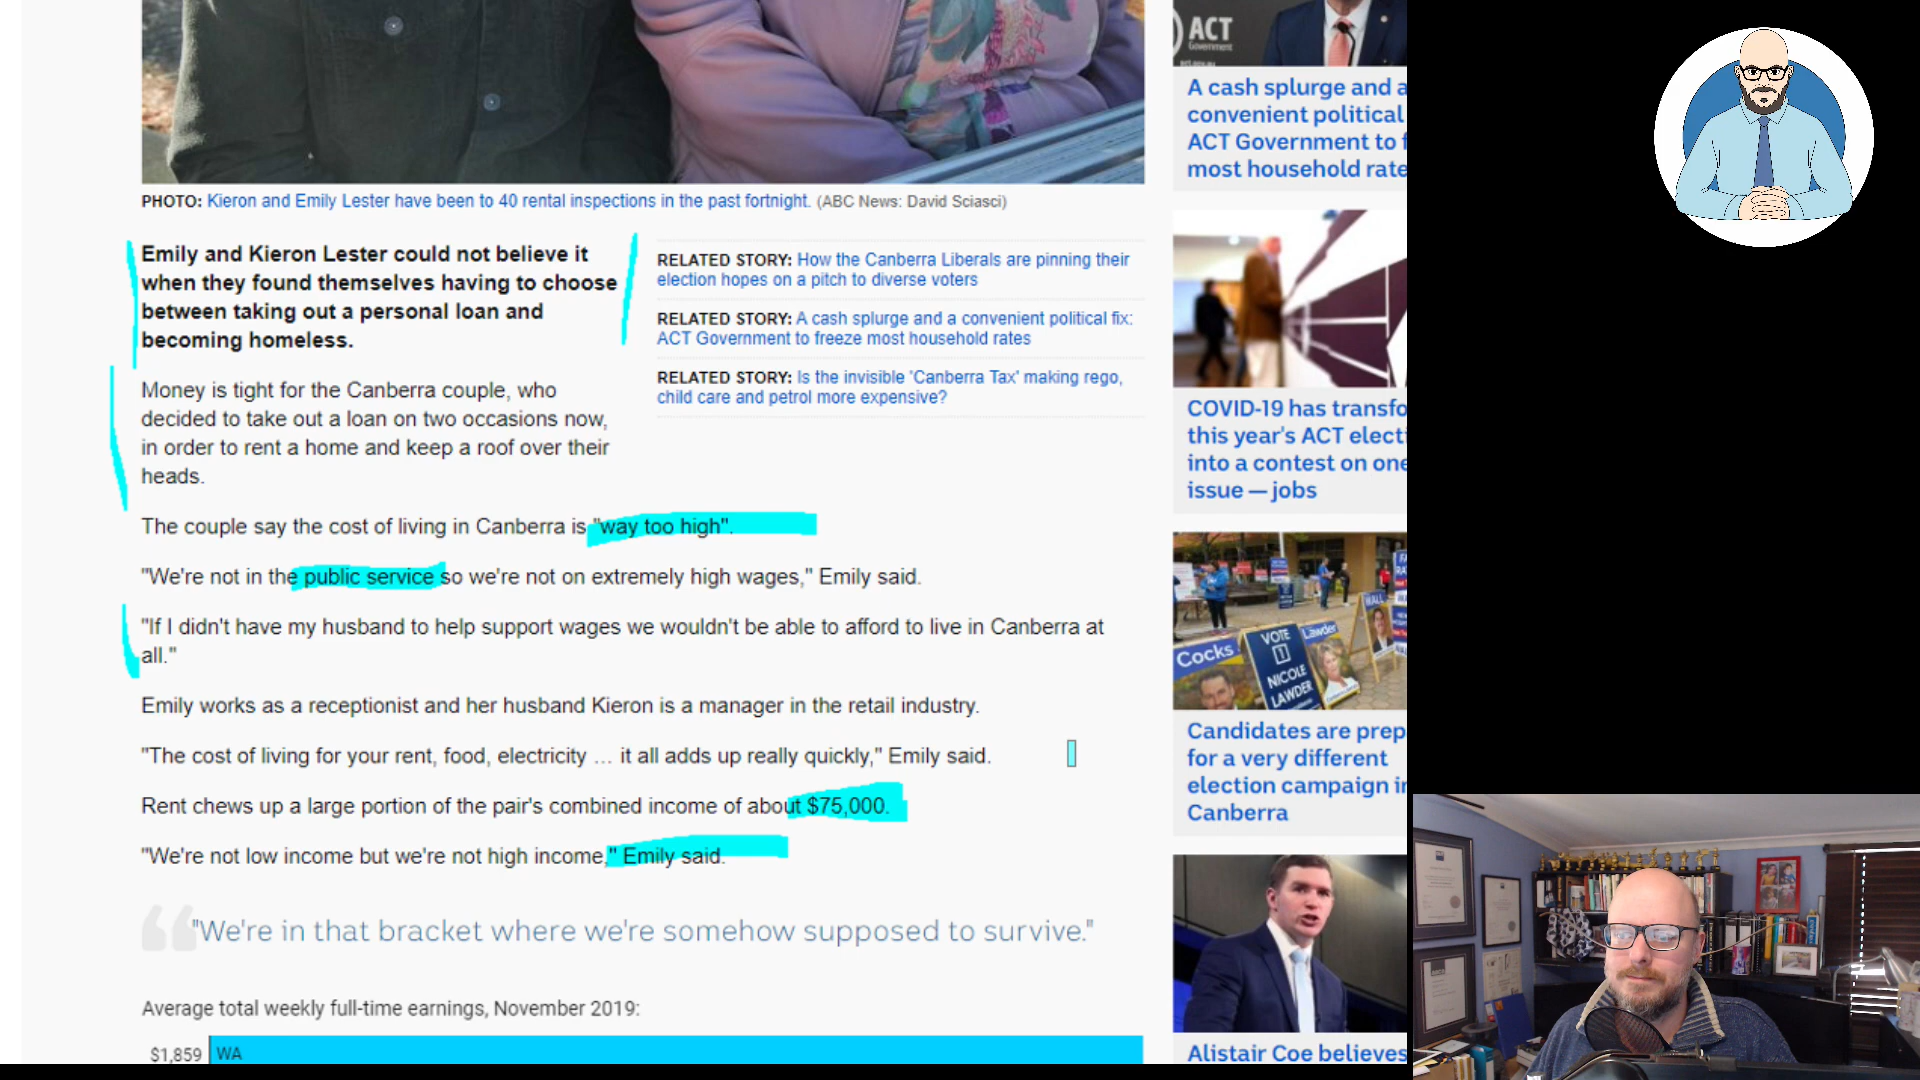 PHOTO: Kieron and Emily Lester have been to 40 rental inspections in the past fortnight. (ABC News: David Sciasci)
Emily and Kieron Lester could not believe it
when they found themselves having to choose
between taking out a personal loan and
becoming homeless.
RELATED STORY: How the Canberra Liberals are pinning their
election hopes on a pitch to diverse voters
RELATED STORY: A cash splurge and a convenient political fix:
ACT Government to freeze most household rates
RELATED STORY: Is the invisible 'Canberra Tax' making rego,
child care and petrol more expensive?
Money is tight for the Canberra couple, who
decided to take out a loan on two occasions now,
in order to rent a home and keep a roof over their
heads.
The couple say the cost of living in Canberra is "way too high".
"We're not in the public service so we're not on extremely high wages," Emily said.
"If I didn't have my husband to help support wages we wouldn't be able to afford to live in Canberra at
all."
Emily works as a receptionist and her husband Kieron is a manager in the retail industry.
"The cost of living for your rent, food, electricity … it all adds up really quickly," Emily said.
Rent chews up a large portion of the pair's combined income of about $75,000.
"We're not low income but we're not high income," Emily said.
"We're in that bracket where we're somehow supposed to survive."
Average total weekly full-time earnings, November 2019:
$1,859 WA
ACT
Government
A cash splurge and a
convenient political
ACT Government to f
most household rate
COVID-19 has transfo
this year's ACT elect
into a contest on one
issue — jobs
Cocks
VOTE
1
NICOLE
LAWDER
Lawder
WALL
Candidates are prep
for a very different
election campaign in
Canberra
Alistair Coe believes